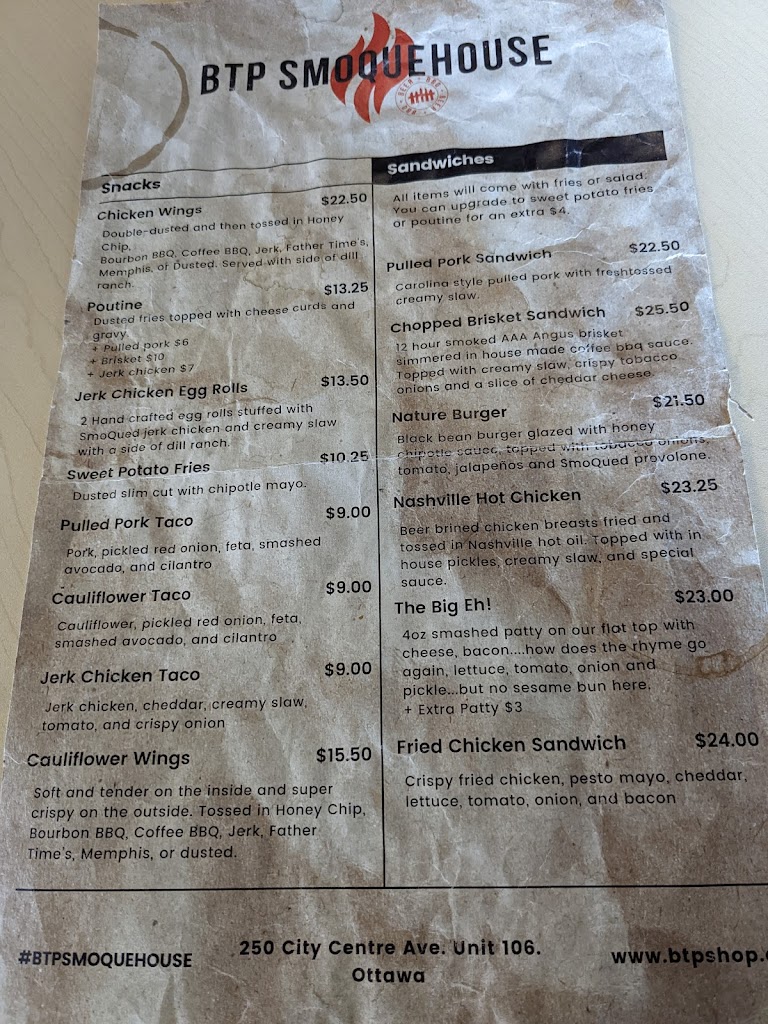 BTP SMOQUEHOUSE
BEER • BBQ
Snacks
Chicken Wings $22.50
Double-dusted and then tossed in Honey
Chip,
Bourbon BBQ, Coffee BBQ, Jerk, Father Time's,
Memphis, or Dusted. Served with side of dill
ranch.
Poutine $13.25
Dusted fries topped with cheese curds and
gravy.
+ Pulled pork $6
+ Brisket $10
+ Jerk chicken $7
Jerk Chicken Egg Rolls $13.50
2 Hand crafted egg rolls stuffed with
SmoQued jerk chicken and creamy slaw
with a side of dill ranch.
Sweet Potato Fries $10.25
Dusted slim cut with chipotle mayo.
Pulled Pork Taco $9.00
Pork, pickled red onion, feta, smashed
avocado, and cilantro
Cauliflower Taco $9.00
Cauliflower, pickled red onion, feta,
smashed avocado, and cilantro
Jerk Chicken Taco $9.00
Jerk chicken, cheddar, creamy slaw,
tomato, and crispy onion
Cauliflower Wings $15.50
Soft and tender on the inside and super
crispy on the outside. Tossed in Honey Chip,
Bourbon BBQ, Coffee BBQ, Jerk, Father
Time's, Memphis, or dusted.
Sandwiches
All items will come with fries or salad.
You can upgrade to sweet potato fries
or poutine for an extra $4.
Pulled Pork Sandwich $22.50
Carolina style pulled pork with freshtossed
creamy slaw.
Chopped Brisket Sandwich $25.50
12 hour smoked AAA Angus brisket
simmered in house made coffee bbq sauce.
Topped with creamy slaw, crispy tobacco
onions and a slice of cheddar cheese.
Nature Burger $21.50
Black bean burger glazed with honey
chipotle sauce, topped with tobacco onions,
tomato, jalapeños and SmoQued provolone.
Nashville Hot Chicken $23.25
Beer brined chicken breasts fried and
tossed in Nashville hot oil. Topped with in
house pickles, creamy slaw, and special
sauce.
The Big Eh! $23.00
4oz smashed patty on our flat top with
cheese, bacon....how does the rhyme go
again, lettuce, tomato, onion and
pickle...but no sesame bun here.
+ Extra Patty $3
Fried Chicken Sandwich $24.00
Crispy fried chicken, pesto mayo, cheddar,
lettuce, tomato, onion, and bacon
#BTPSMOQUEHOUSE
250 City Centre Ave. Unit 106.
Ottawa
www.btpshop.